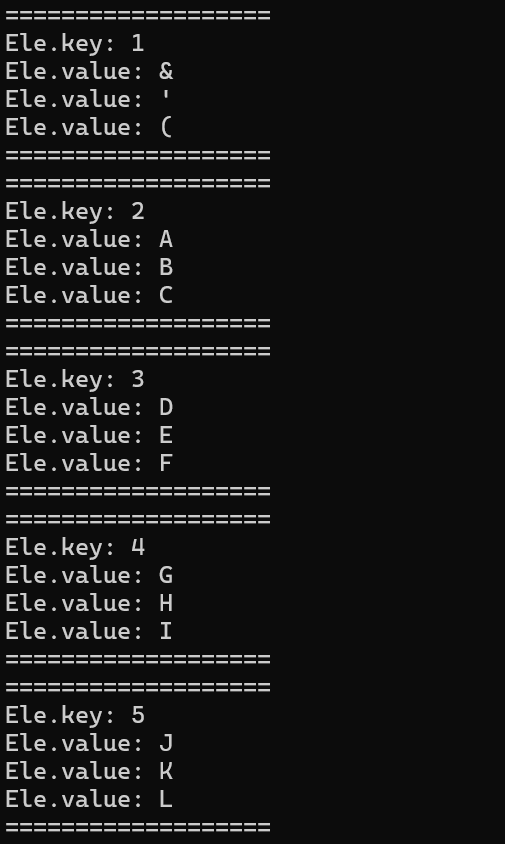 ===================
Ele.key: 1
Ele.value: &
Ele.value: '
Ele.value: (
===================
===================
Ele.key: 2
Ele.value: A
Ele.value: B
Ele.value: C
===================
===================
Ele.key: 3
Ele.value: D
Ele.value: E
Ele.value: F
===================
===================
Ele.key: 4
Ele.value: G
Ele.value: H
Ele.value: I
===================
===================
Ele.key: 5
Ele.value: J
Ele.value: K
Ele.value: L
===================